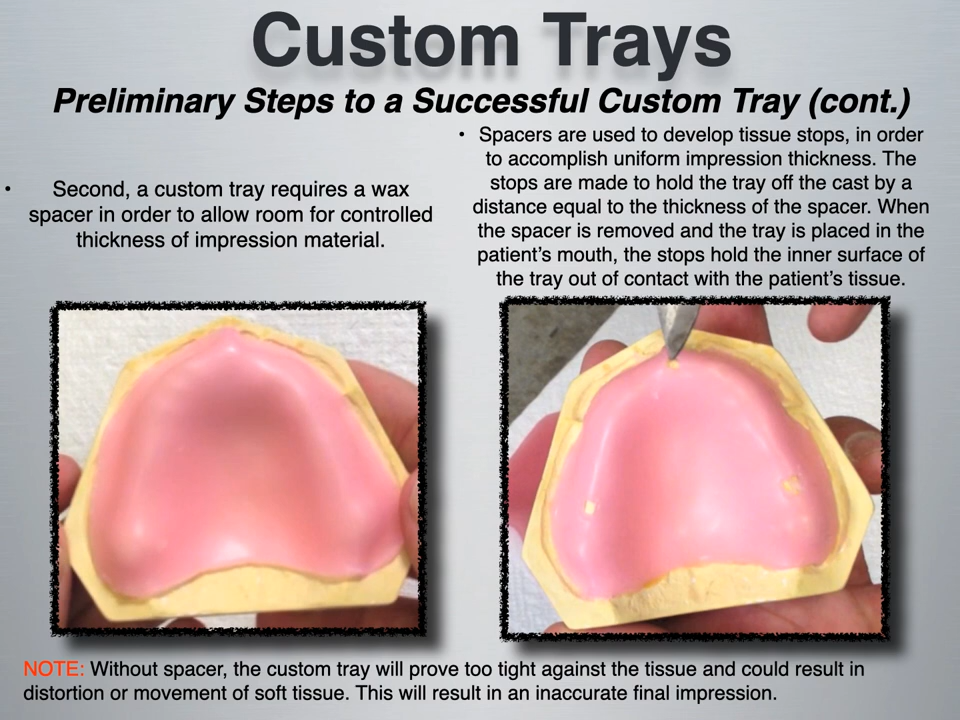 Custom Trays
Preliminary Steps to a Successful Custom Tray (cont.)
• Second, a custom tray requires a wax
spacer in order to allow room for controlled
thickness of impression material.
• Spacers are used to develop tissue stops, in order
to accomplish uniform impression thickness. The
stops are made to hold the tray off the cast by a
distance equal to the thickness of the spacer. When
the spacer is removed and the tray is placed in the
patient’s mouth, the stops hold the inner surface of
the tray out of contact with the patient’s tissue.
NOTE: Without spacer, the custom tray will prove too tight against the tissue and could result in
distortion or movement of soft tissue. This will result in an inaccurate final impression.